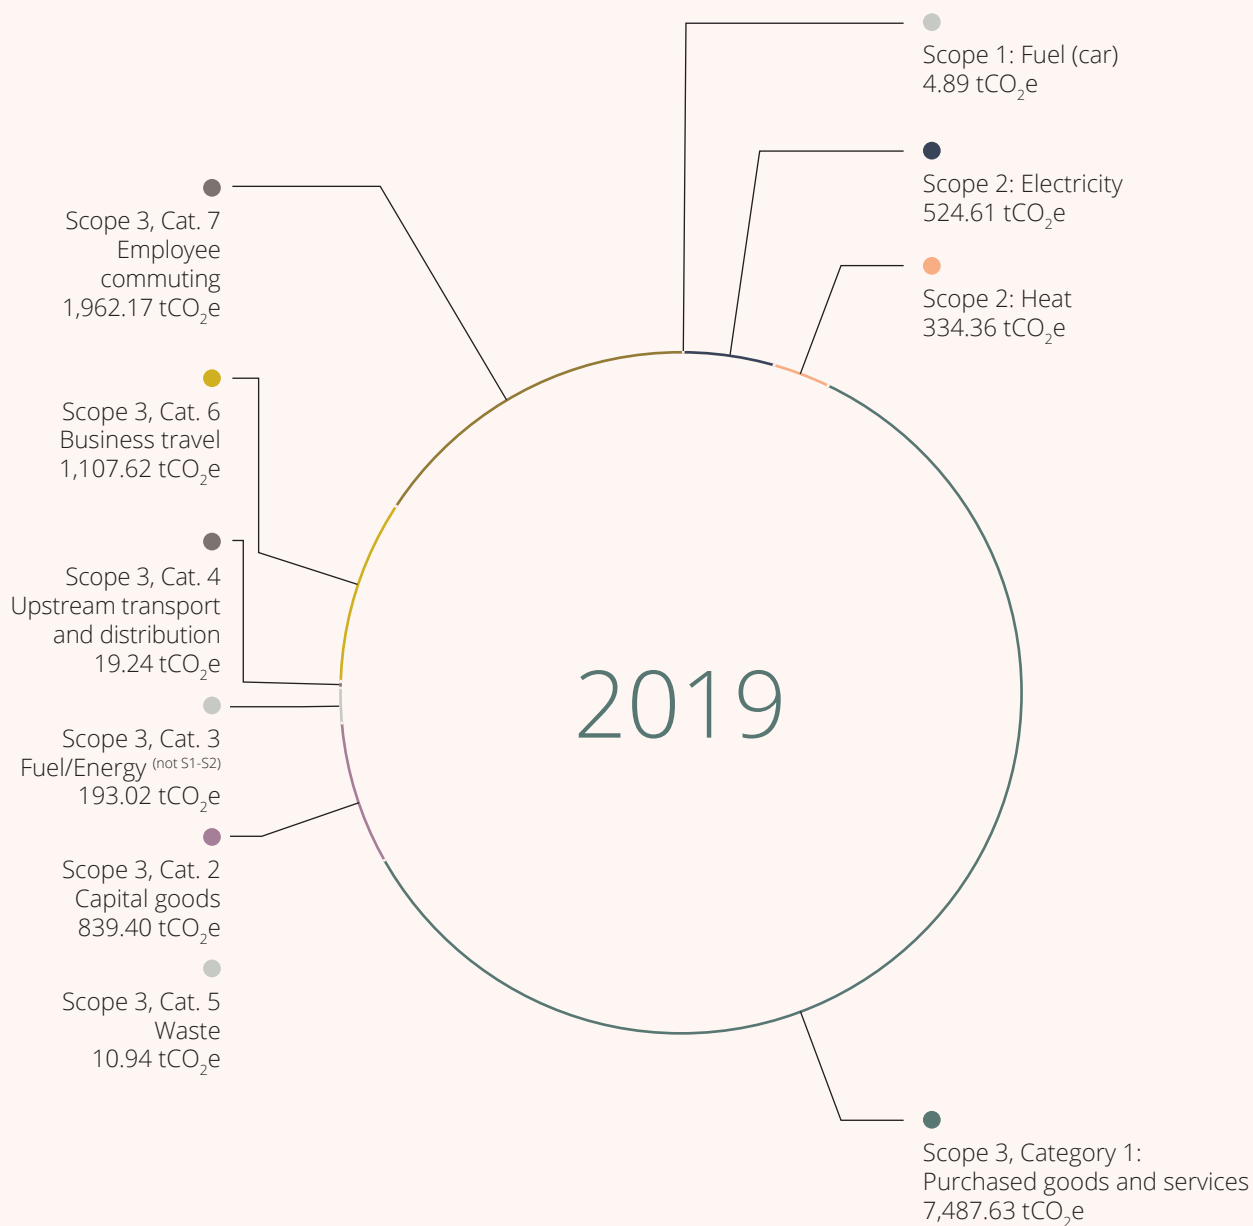 Scope 1: Fuel (car)
4.89 tCO₂e
Scope 2: Electricity
524.61 tCO₂e
Scope 2: Heat
334.36 tCO₂e
Scope 3, Cat. 7
Employee
commuting
1,962.17 tCO₂e
Scope 3, Cat. 6
Business travel
1,107.62 tCO₂e
Scope 3, Cat. 4
Upstream transport
and distribution
19.24 tCO₂e
Scope 3, Cat. 3
Fuel/Energy (not S1-S2)
193.02 tCO₂e
Scope 3, Cat. 2
Capital goods
839.40 tCO₂e
Scope 3, Cat. 5
Waste
10.94 tCO₂e
2019
Scope 3, Category 1:
Purchased goods and services
7,487.63 tCO₂e